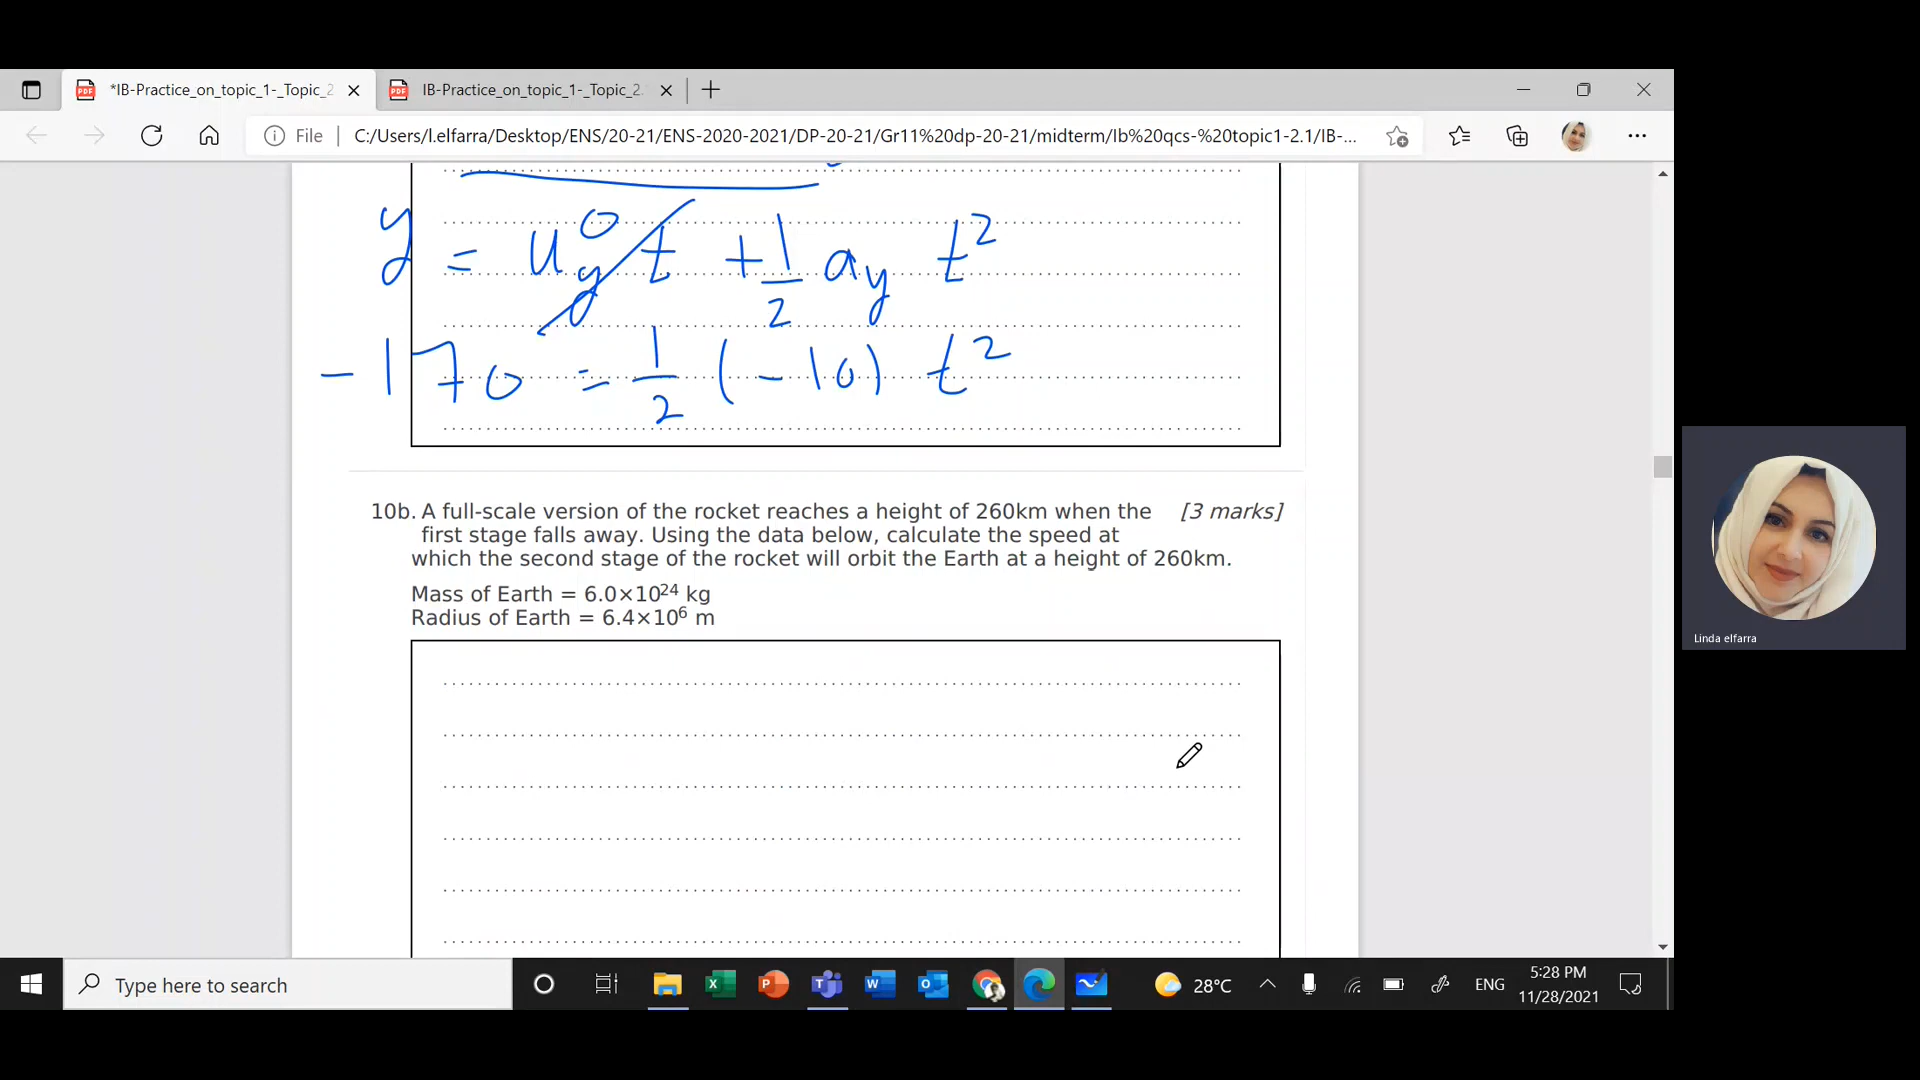 *IB-Practice_on_topic_1-_Topic_2
IB-Practice_on_topic_1-_Topic_2.
File
C:/Users/l.elfarra/Desktop/ENS/20-21/ENS-2020-2021/DP-20-21/Gr11%20dp-20-21/midterm/Ib%20qcs-%20topic1-2.1/IB-...
y = u_y t 0 + 1/2 a_y t²
-170 = 1/2 (-10) t²
10b. A full-scale version of the rocket reaches a height of 260km when the [3 marks]
first stage falls away. Using the data below, calculate the speed at
which the second stage of the rocket will orbit the Earth at a height of 260km.
Mass of Earth = 6.0×10²⁴ kg
Radius of Earth = 6.4×10⁶ m
Linda elfarra
Type here to search
28°C
ENG
5:28 PM
11/28/2021